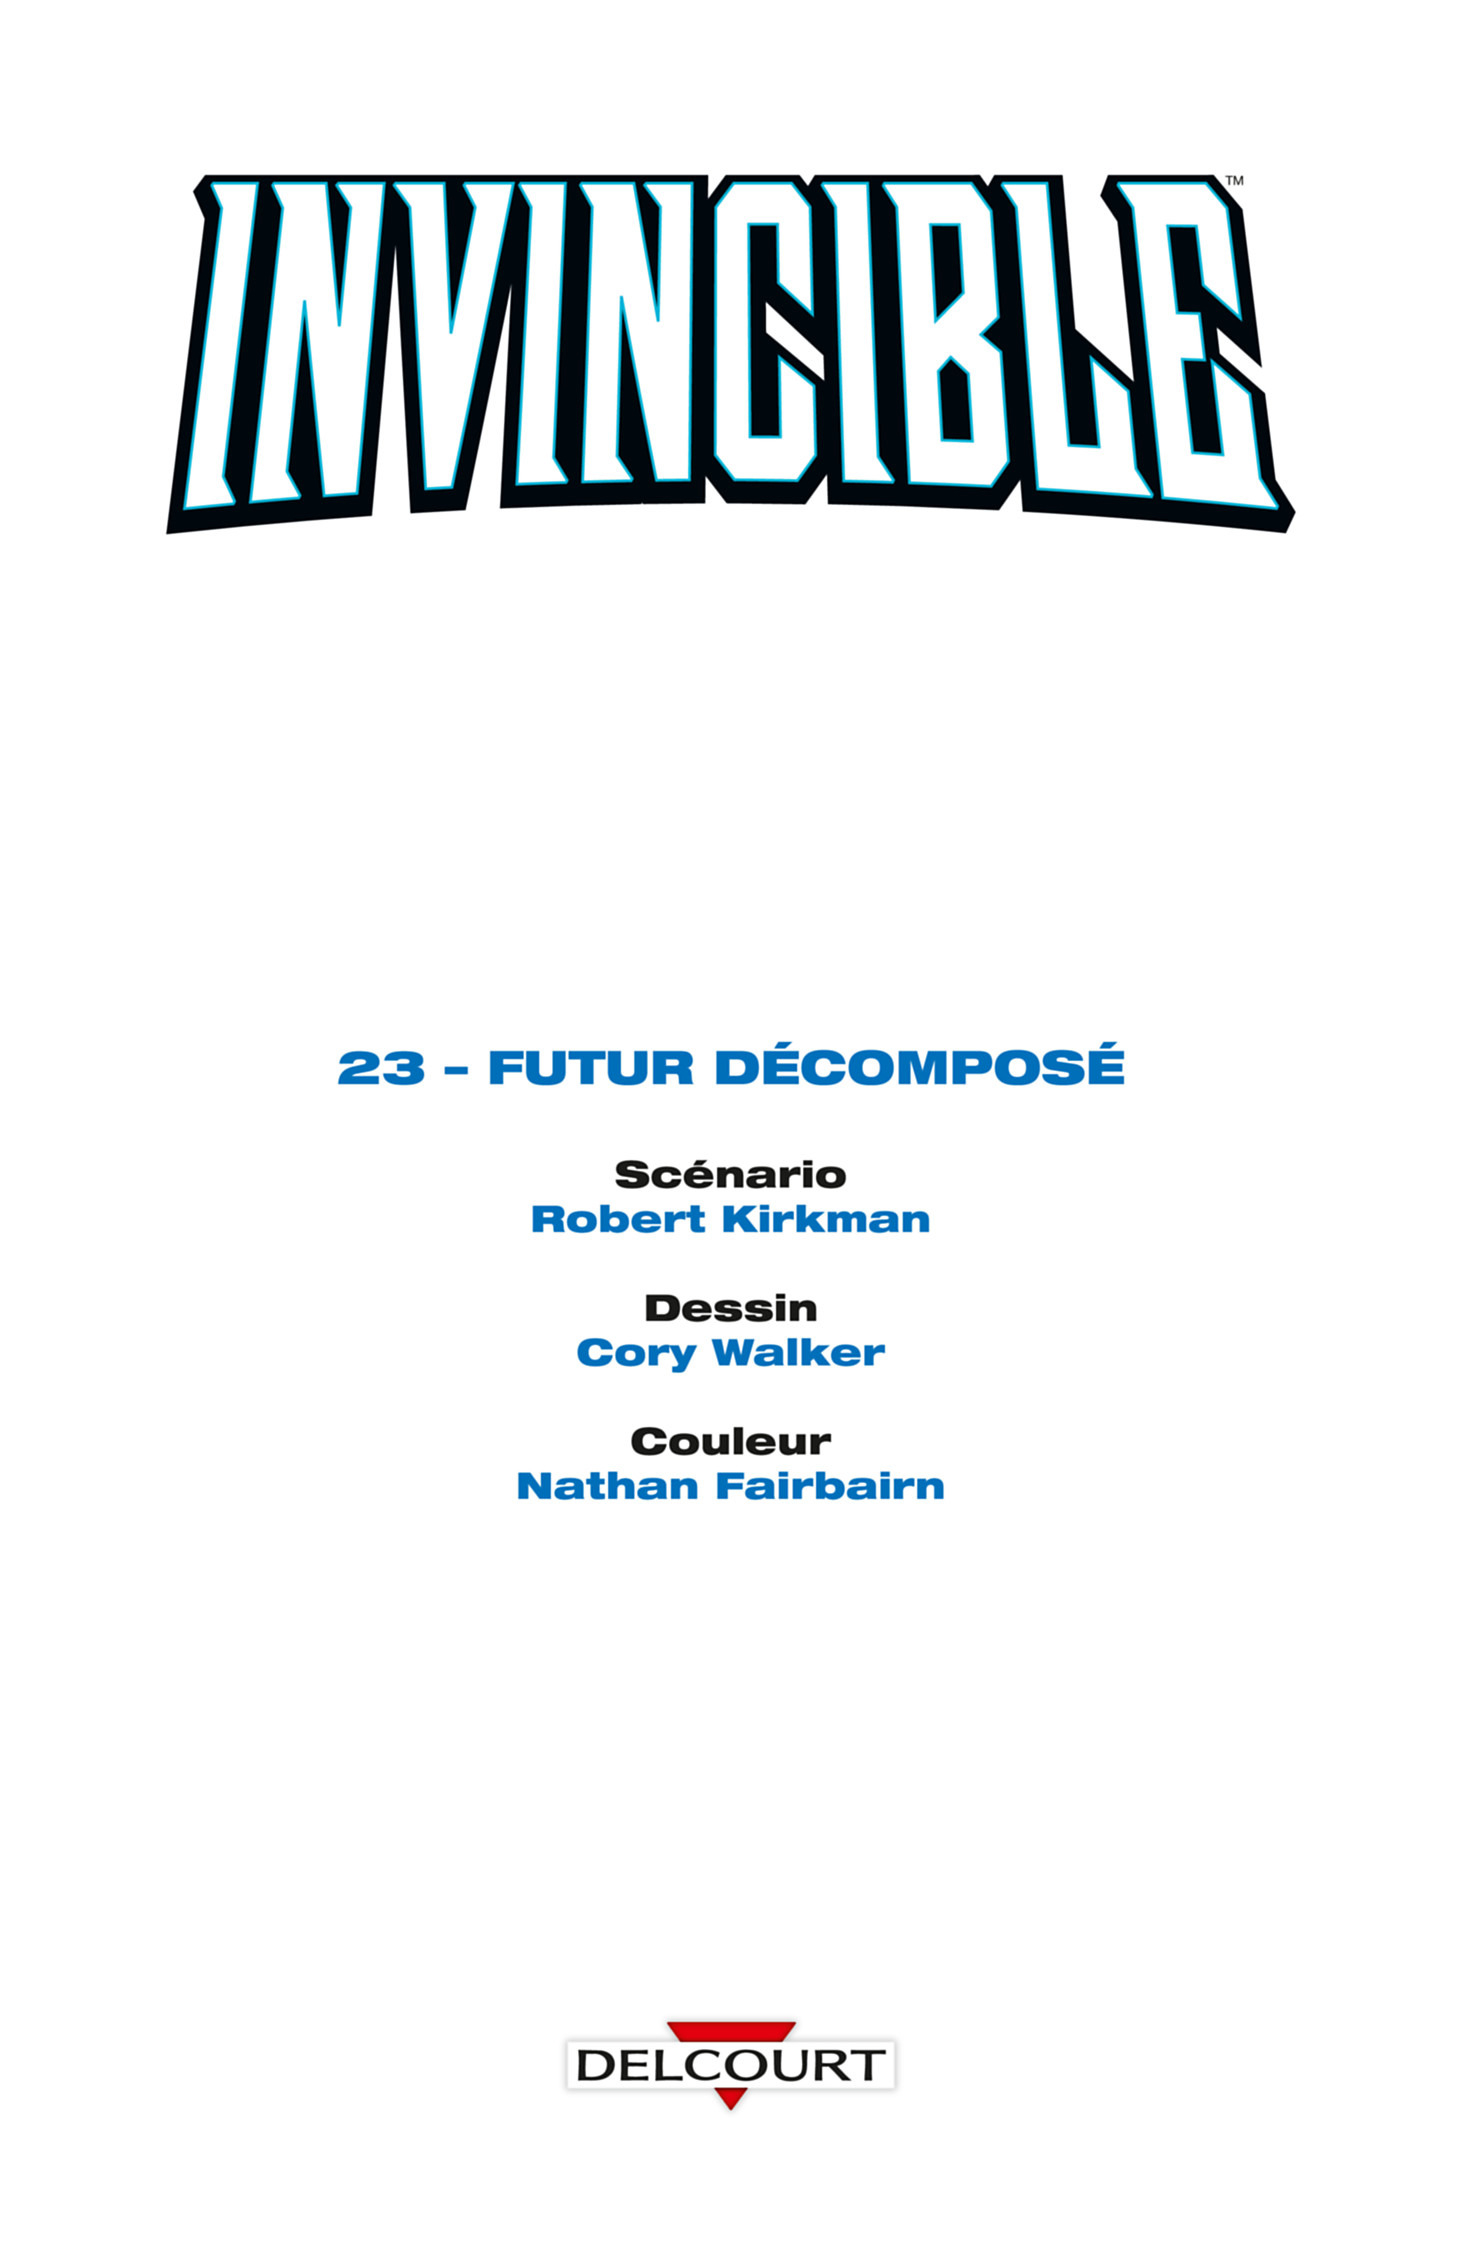 INVINCIBLE™
23 - FUTUR DÉCOMPOSÉ
Scénario
Robert Kirkman
Dessin
Cory Walker
Couleur
Nathan Fairbairn
DELCOURT